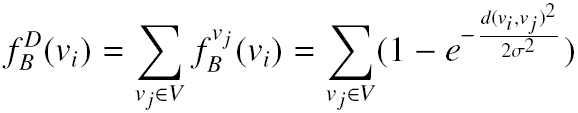 $f_B^D(v_i) = \sum_{v_j \in V} f_B^{v_j}(v_i) = \sum_{v_j \in V} (1 - e^{-\frac{d(v_i, v_j)^2}{2\sigma^2}})$